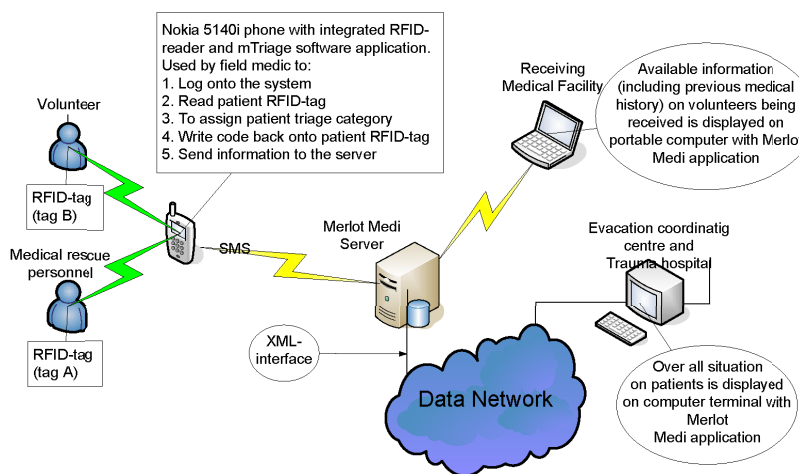 Nokia 5140i phone with integrated RFID-
reader and mTriage software application.
Used by field medic to:
1. Log onto the system
2. Read patient RFID-tag
3. To assign patient triage category
4. Write code back onto patient RFID-tag
5. Send information to the server
Receiving
Medical Facility
Available information
(including previous medical
history) on volunteers being
received is displayed on
portable computer with Merlot
Medi application
Volunteer
RFID-tag
(tag B)
Medical rescue
personnel
RFID-tag
(tag A)
SMS
Merlot Medi
Server
Evacation coordinatig
centre and
Trauma hospital
XML-
interface
Data Network
Over all situation
on patients is displayed
on computer terminal with
Merlot
Medi application